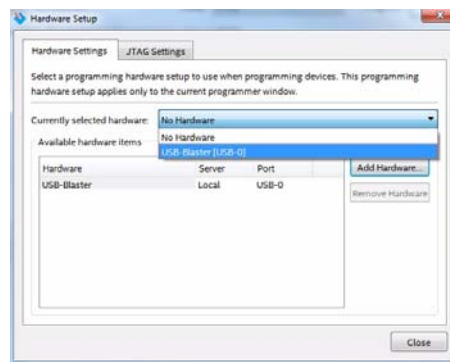 Hardware Setup
Hardware Settings JTAG Settings
Select a programming hardware setup to use when programming devices. This programming
hardware setup applies only to the current programmer window.
Currently selected hardware: No Hardware
No Hardware
USB-Blaster [USB-0]
Available hardware items
Hardware Server Port
USB-Blaster Local USB-0
Add Hardware...
Remove Hardware
Close